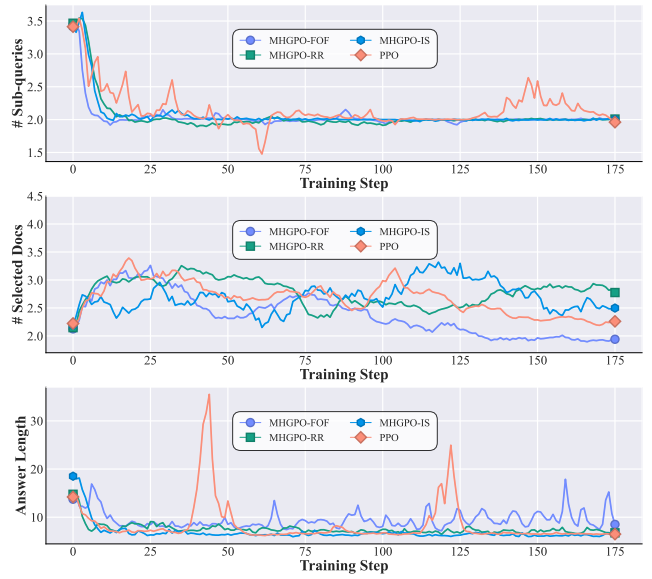 # Sub-queries
3.5
3.0
2.5
2.0
1.5
MHGPO-FOF
MHGPO-IS
MHGPO-RR
PPO
0 25 50 75 100 125 150 175
Training Step
# Selected Docs
4.5
4.0
3.5
3.0
2.5
2.0
MHGPO-FOF
MHGPO-IS
MHGPO-RR
PPO
0 25 50 75 100 125 150 175
Training Step
Answer Length
30
20
10
MHGPO-FOF
MHGPO-IS
MHGPO-RR
PPO
0 25 50 75 100 125 150 175
Training Step